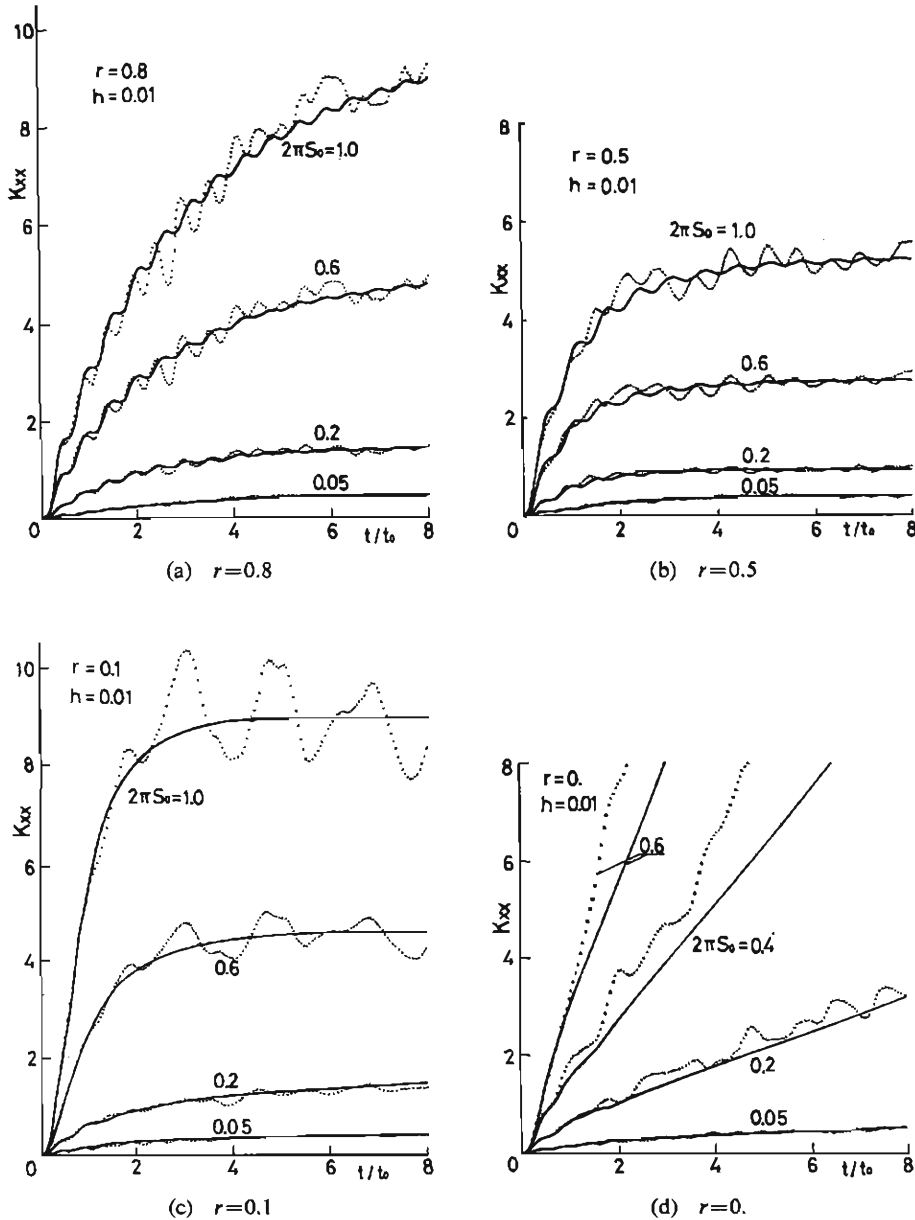 10
r=0.8
h=0.01
8
2πS₀=1.0
Kxx
6
0.6
4
2
0.2
0.05
0 2 4 6 8
t/t₀
(a) r=0.8
8
r=0.5
h=0.01
Kxx
6
2πS₀=1.0
4
0.6
2
0.2
0.05
0 2 4 6 8
t/t₀
(b) r=0.5
10
r=0.1
h=0.01
8
2πS₀=1.0
Kxx
6
4
0.6
2
0.2
0.05
0 2 4 6 8
t/t₀
(c) r=0.1
8
r=0.
h=0.01
0.6
6
Kxx
4
2πS₀=0.4
2
0.2
0.05
0 2 4 6 8
t/t₀
(d) r=0.